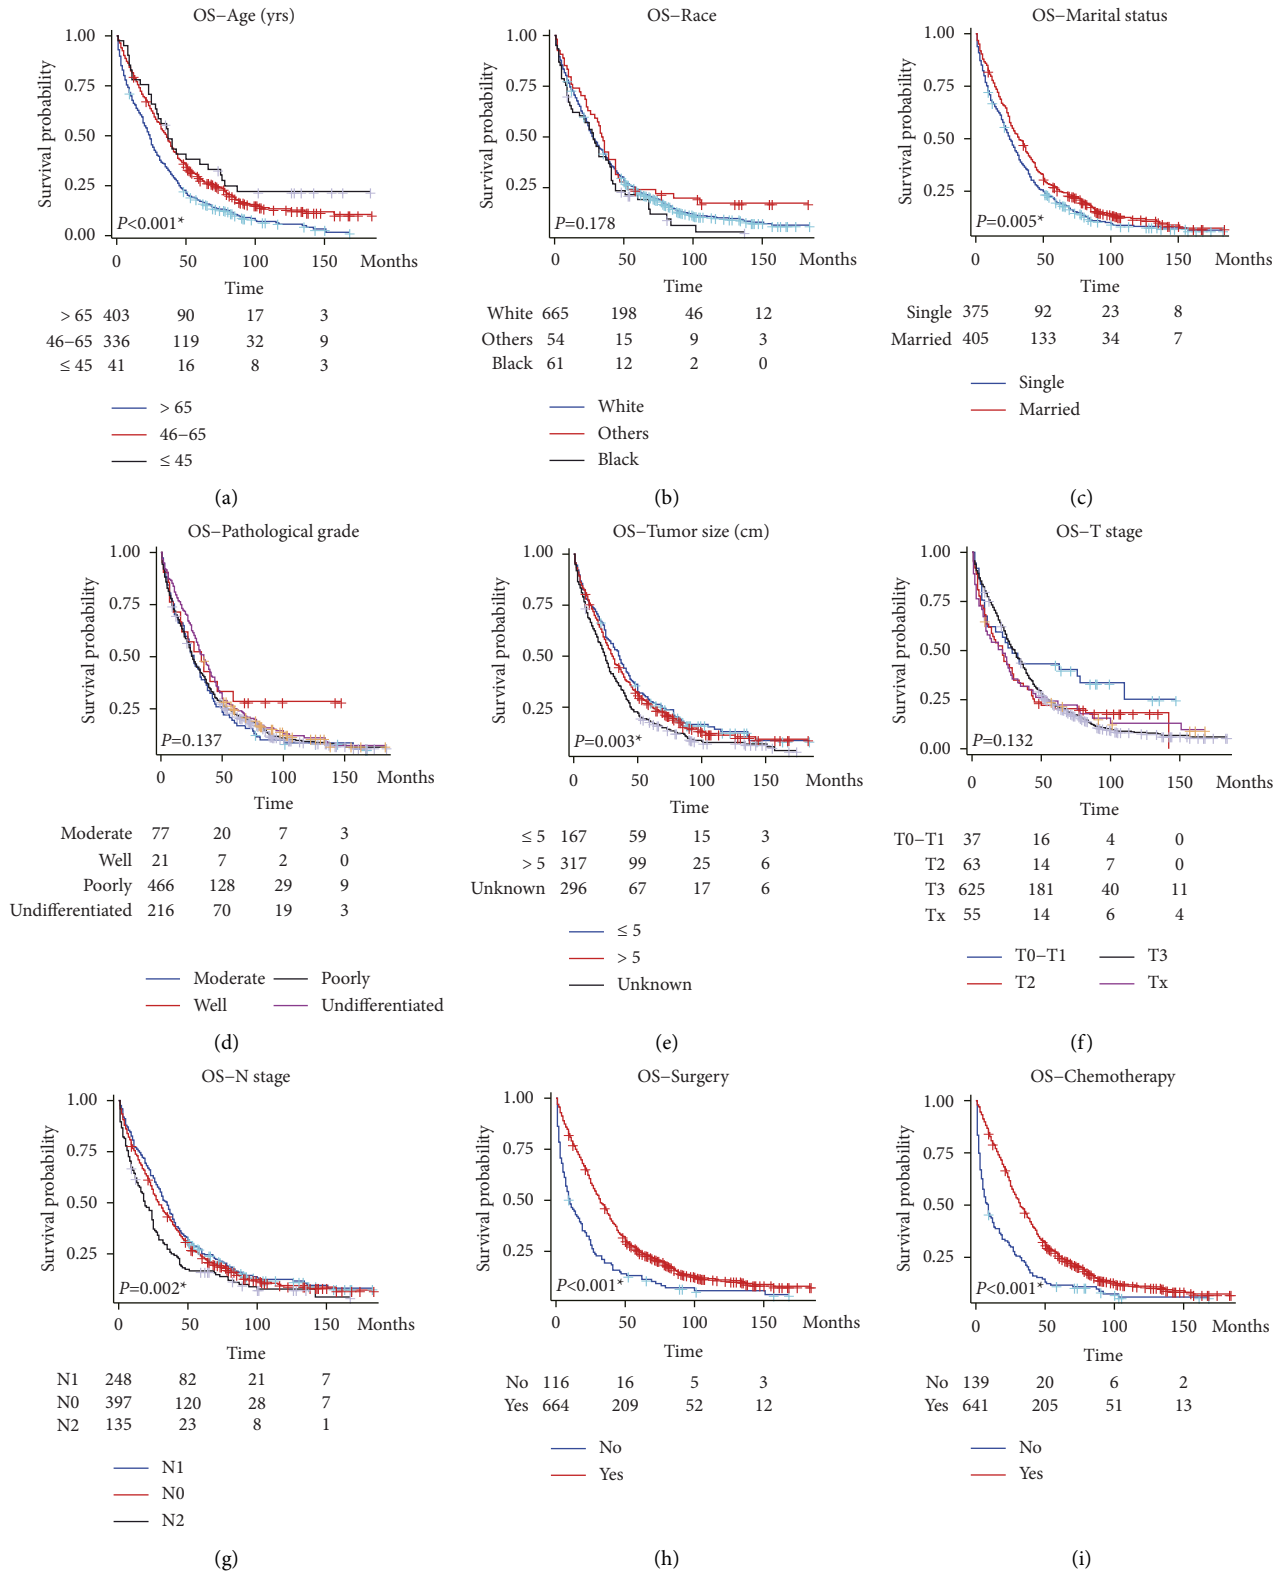 OS−Age (yrs)
Survival probability
1.00
0.75
0.50
0.25
0.00
P<0.001*
0 50 100 150 Months
Time
> 65 403 90 17 3
46−65 336 119 32 9
≤ 45 41 16 8 3
> 65
46−65
≤ 45
(a)
OS−Race
Survival probability
1.00
0.75
0.50
0.25
P=0.178
0 50 100 150 Months
Time
White 665 198 46 12
Others 54 15 9 3
Black 61 12 2 0
White
Others
Black
(b)
OS−Marital status
Survival probability
1.00
0.75
0.50
0.25
P=0.005*
0 50 100 150 Months
Time
Single 375 92 23 8
Married 405 133 34 7
Single
Married
(c)
OS−Pathological grade
Survival probability
1.00
0.75
0.50
0.25
P=0.137
0 50 100 150 Months
Time
Moderate 77 20 7 3
Well 21 7 2 0
Poorly 466 128 29 9
Undifferentiated 216 70 19 3
Moderate Poorly
Well Undifferentiated
(d)
OS−Tumor size (cm)
Survival probability
1.00
0.75
0.50
0.25
P=0.003*
0 50 100 150 Months
Time
≤ 5 167 59 15 3
> 5 317 99 25 6
Unknown 296 67 17 6
≤ 5
> 5
Unknown
(e)
OS−T stage
Survival probability
1.00
0.75
0.50
0.25
0.00
P=0.132
0 50 100 150 Months
Time
T0−T1 37 16 4 0
T2 63 14 7 0
T3 625 181 40 11
Tx 55 14 6 4
T0−T1 T3
T2 Tx
(f)
OS−N stage
Survival probability
1.00
0.75
0.50
0.25
P=0.002*
0 50 100 150 Months
Time
N1 248 82 21 7
N0 397 120 28 7
N2 135 23 8 1
N1
N0
N2
(g)
OS−Surgery
Survival probability
1.00
0.75
0.50
0.25
P<0.001*
0 50 100 150 Months
Time
No 116 16 5 3
Yes 664 209 52 12
No
Yes
(h)
OS−Chemotherapy
Survival probability
1.00
0.75
0.50
0.25
P<0.001*
0 50 100 150 Months
Time
No 139 20 6 2
Yes 641 205 51 13
No
Yes
(i)